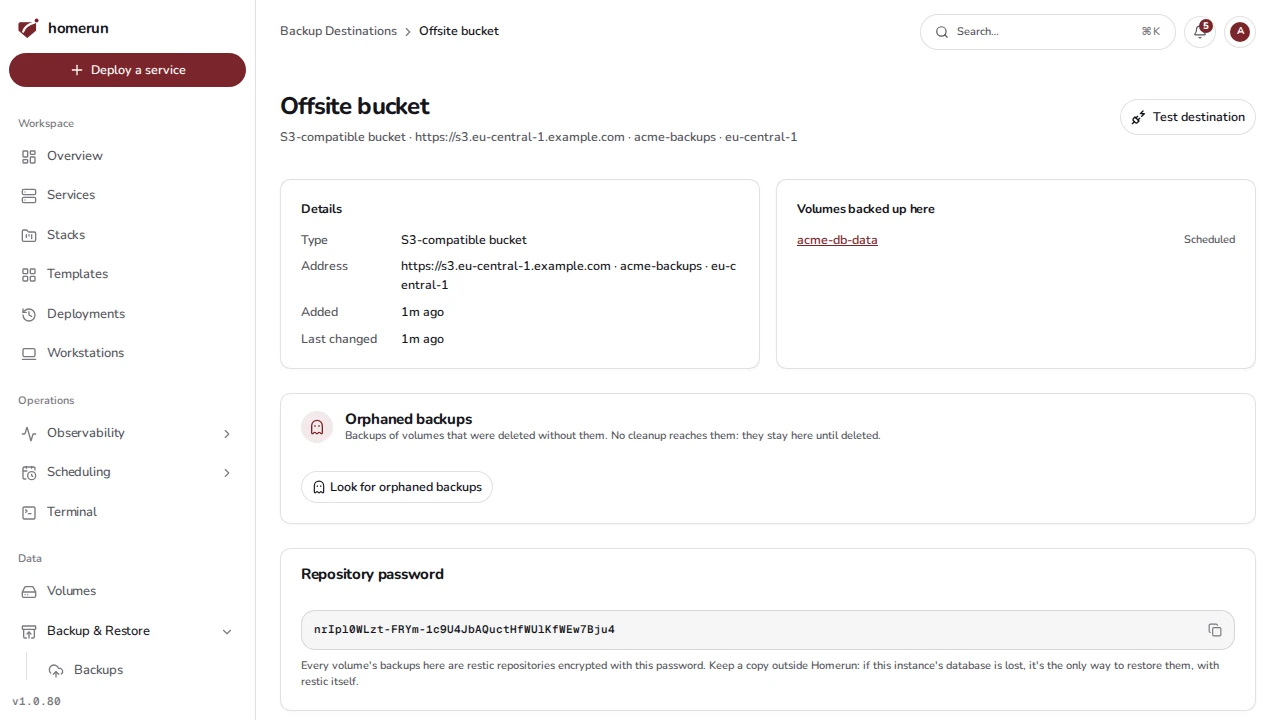 homerun
Deploy a service
Workspace
Overview
Services
Stacks
Templates
Deployments
Workstations
Operations
Observability
Scheduling
Terminal
Data
Volumes
Backup & Restore
Backups
v1.0.80
Backup Destinations > Offsite bucket
Search... ⌘K
5
A
Offsite bucket
S3-compatible bucket · https://s3.eu-central-1.example.com · acme-backups · eu-central-1
Test destination
Details
Type S3-compatible bucket
Address https://s3.eu-central-1.example.com · acme-backups · eu-c
entral-1
Added 1m ago
Last changed 1m ago
Volumes backed up here
acme-db-data Scheduled
Orphaned backups
Backups of volumes that were deleted without them. No cleanup reaches them: they stay here until deleted.
Look for orphaned backups
Repository password
nrIpl0WLzt-FRYm-1c9U4JbAQuctHfWUlKfWEw7Bju4
Every volume's backups here are restic repositories encrypted with this password. Keep a copy outside Homerun: if this instance's database is lost, it's the only way to restore them, with
restic itself.